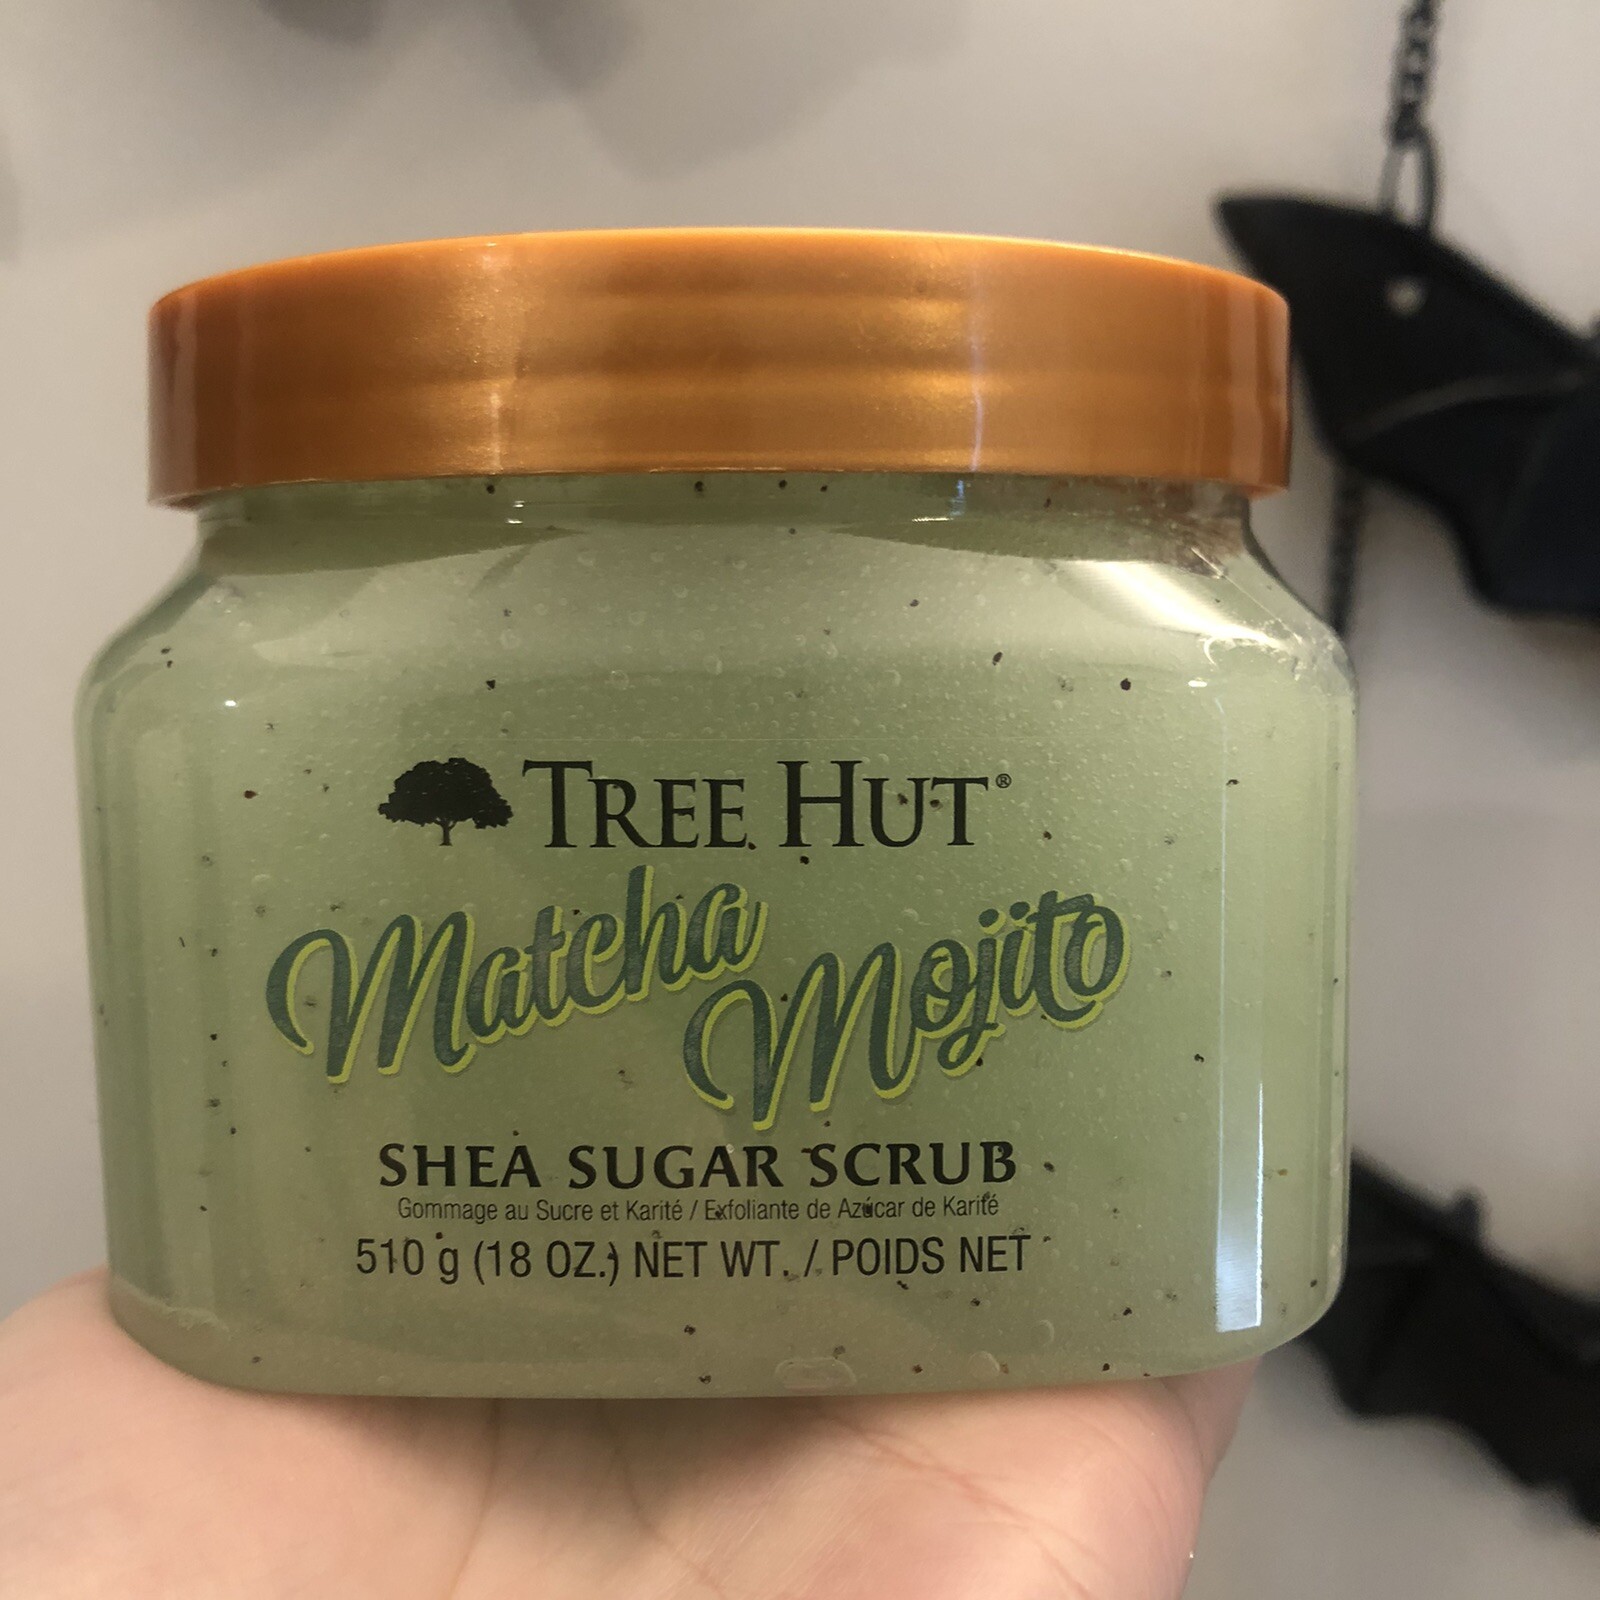 TREE HUT®
Matcha
Mojito
SHEA SUGAR SCRUB
Gommage au Sucre et Karité / Exfoliante de Azúcar de Karité
510 g (18 OZ.) NET WT. / POIDS NET